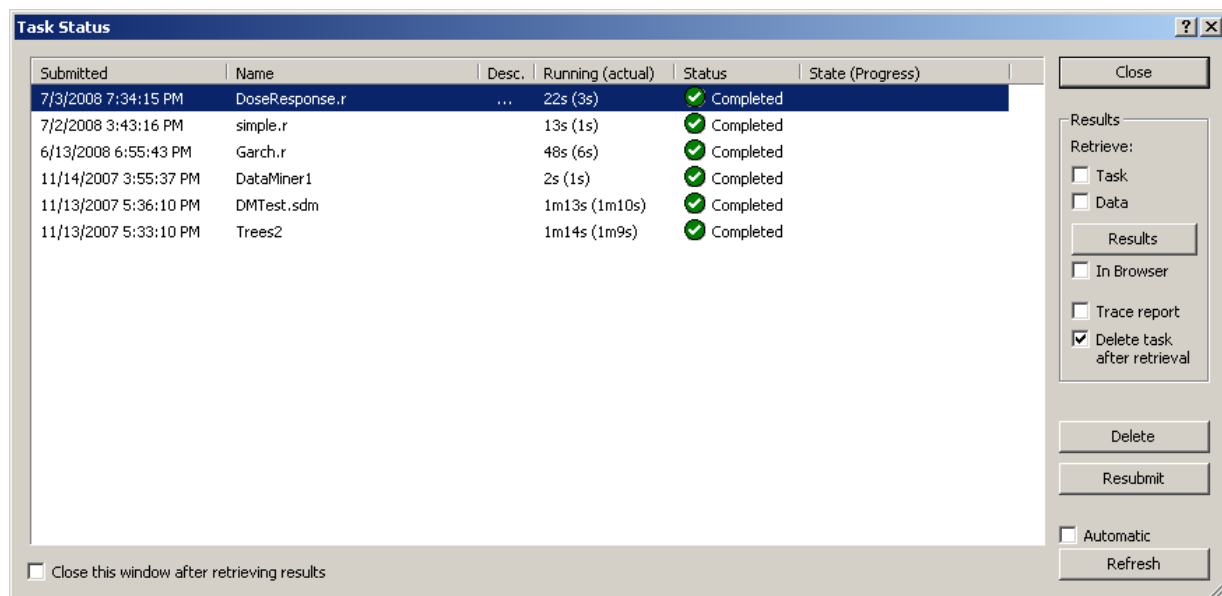 Task Status
Submitted Name Desc. Running (actual) Status State (Progress)
7/3/2008 7:34:15 PM DoseResponse.r ... 22s (3s) Completed
7/2/2008 3:43:16 PM simple.r 13s (1s) Completed
6/13/2008 6:55:43 PM Garch.r 48s (6s) Completed
11/14/2007 3:55:37 PM DataMiner1 2s (1s) Completed
11/13/2007 5:36:10 PM DMTest.sdm 1m13s (1m10s) Completed
11/13/2007 5:33:10 PM Trees2 1m14s (1m9s) Completed
Close this window after retrieving results
Close
Results
Retrieve:
Task
Data
Results
In Browser
Trace report
Delete task
after retrieval
Delete
Resubmit
Automatic
Refresh